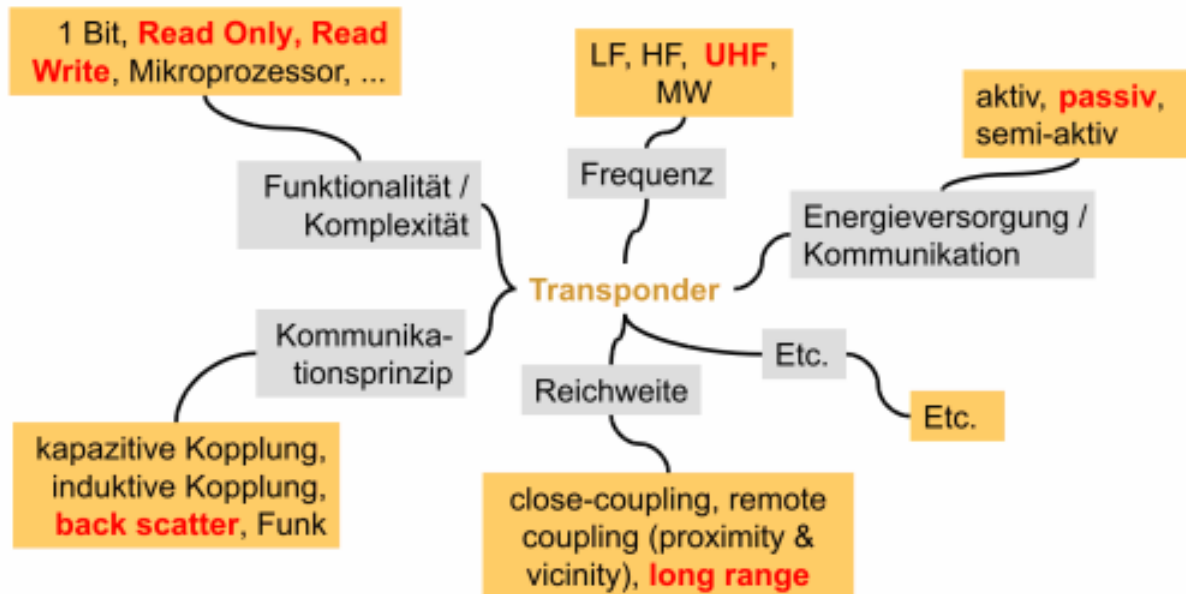 1 Bit, Read Only, Read
Write, Mikroprozessor, ...
LF, HF, UHF,
MW
aktiv, passiv,
semi-aktiv
Funktionalität /
Komplexität
Frequenz
Energieversorgung /
Kommunikation
Transponder
Kommunika-
tionsprinzip
Reichweite
Etc.
Etc.
kapazitive Kopplung,
induktive Kopplung,
back scatter, Funk
close-coupling, remote
coupling (proximity &
vicinity), long range